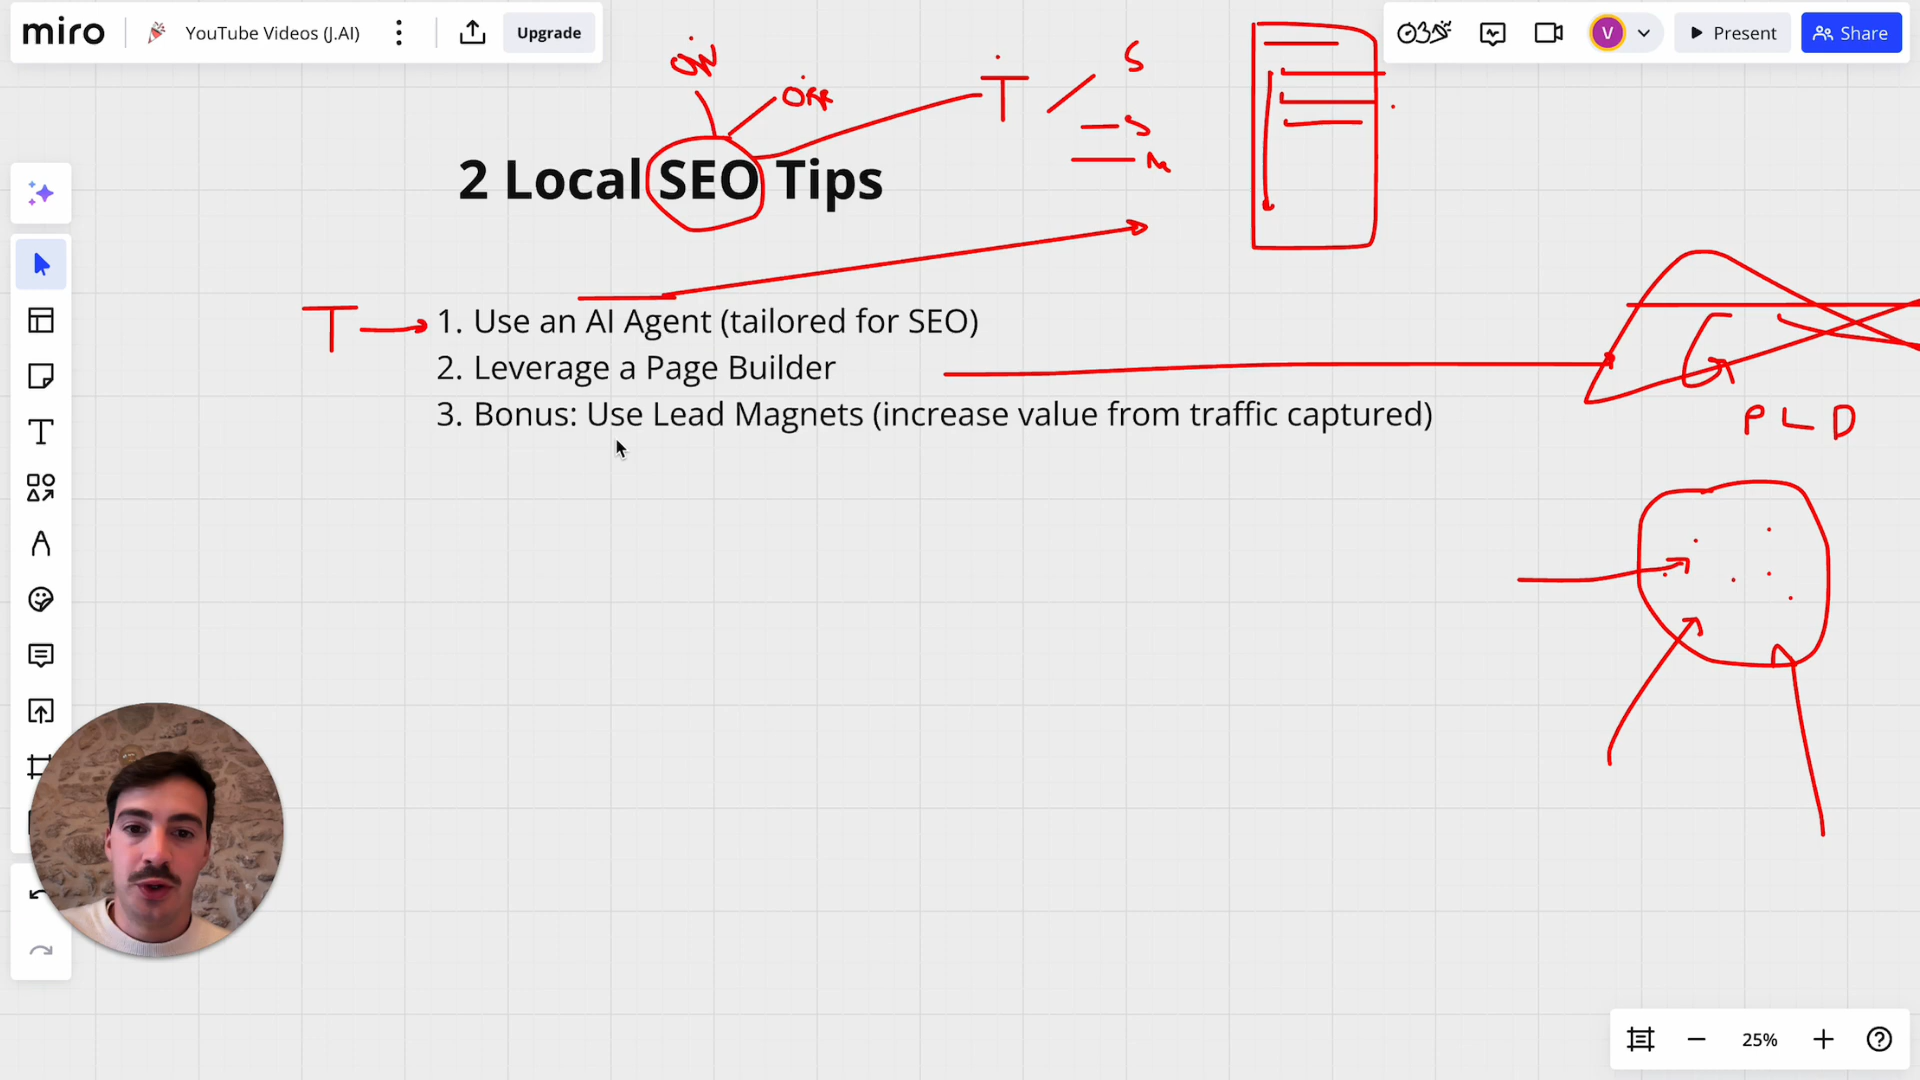 miro
YouTube Videos (J.AI)
Upgrade
V
Present
Share
ON
OFF
T
S
S
2 Local SEO Tips
T
1. Use an AI Agent (tailored for SEO)
2. Leverage a Page Builder
3. Bonus: Use Lead Magnets (increase value from traffic captured)
P L D
25%